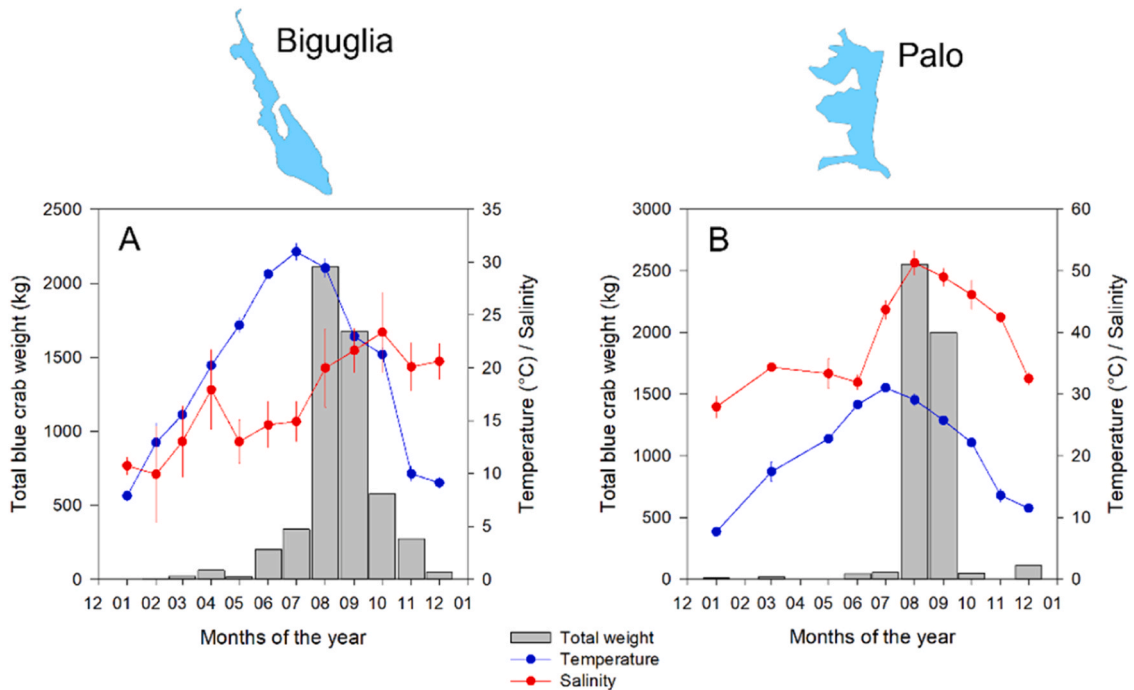 Biguglia
Palo
A
2500
2000
1500
1000
500
0
Total blue crab weight (kg)
35
30
25
20
15
10
5
0
Temperature (°C) / Salinity
12 01 02 03 04 05 06 07 08 09 10 11 12 01
Months of the year
B
3000
2500
2000
1500
1000
500
0
Total blue crab weight (kg)
60
50
40
30
20
10
0
Temperature (°C) / Salinity
12 01 02 03 04 05 06 07 08 09 10 11 12 01
Months of the year
Total weight
Temperature
Salinity